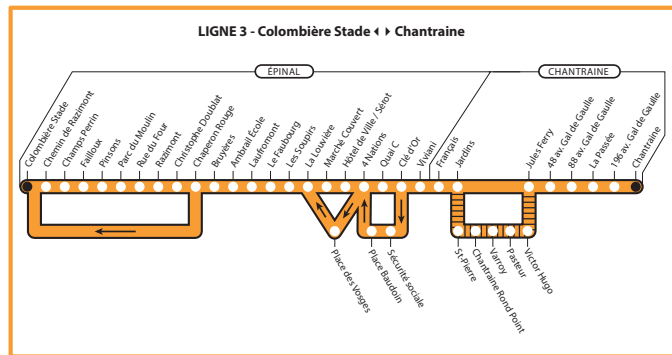 LIGNE 3 - Colombière Stade ◂ ▸ Chantraine
ÉPINAL
CHANTRAINE
Colombière Stade
Chemin de Razimont
Champs Perrin
Failloux
Pinsons
Parc du Moulin
Rue du Four
Razimont
Christophe Doublat
Chaperon Rouge
Bruyères
Ambrail École
Laufromont
Le Faubourg
Les Soupirs
La Louvière
Marché Couvert
Hôtel de Ville / Sérot
4 Nations
Quai C
Clé d'Or
Viviani
Français
Jardins
Jules Ferry
48 av. Gal de Gaulle
88 av. Gal de Gaulle
La Passée
196 av. Gal de Gaulle
Chantraine
Place des Vosges
Place Baudoin
Sécurité sociale
St-Pierre
Chantraine Rond Point
Varroy
Pasteur
Victor Hugo